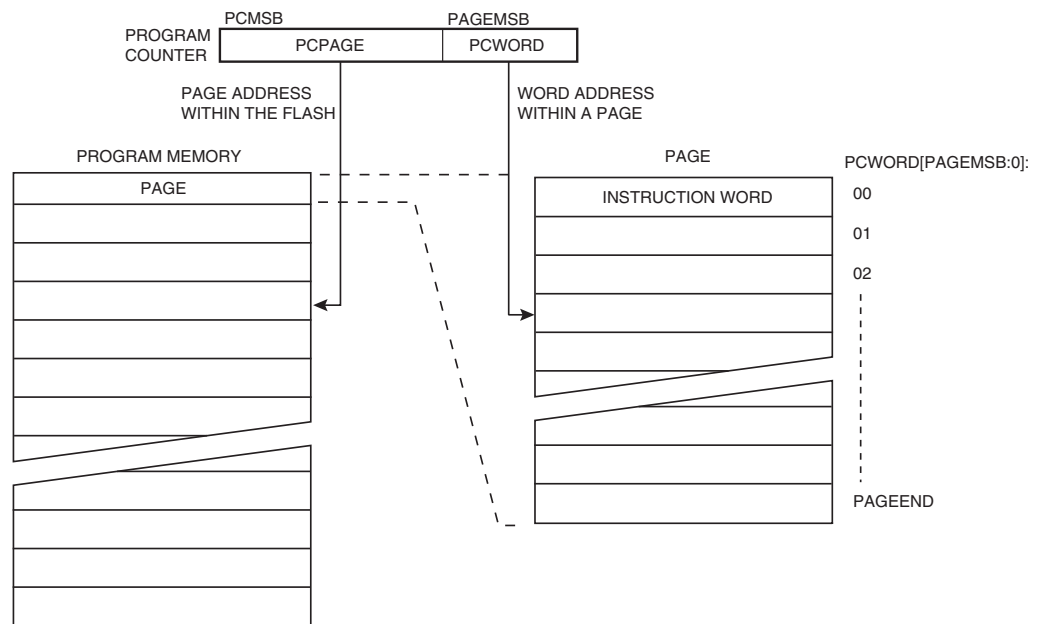 PCMSB
PAGEMSB
PROGRAM
COUNTER
PCPAGE
PCWORD
PAGE ADDRESS
WITHIN THE FLASH
WORD ADDRESS
WITHIN A PAGE
PROGRAM MEMORY
PAGE
PAGE
PCWORD[PAGEMSB:0]:
INSTRUCTION WORD
00
01
02
PAGEEND